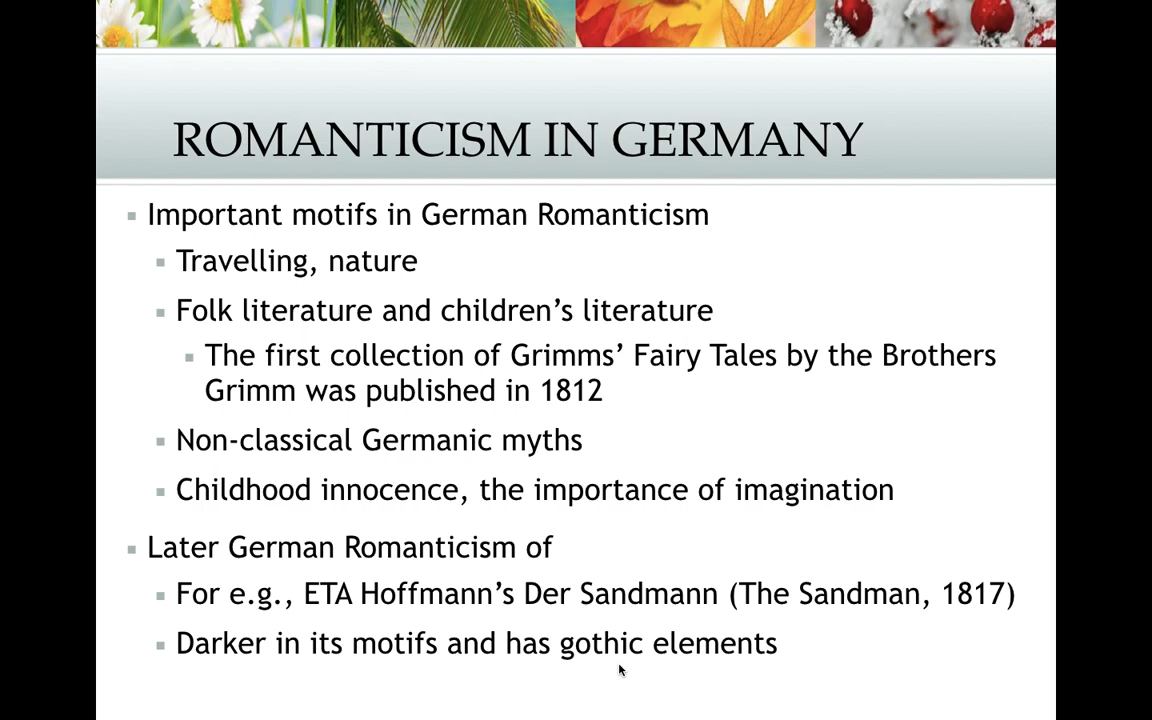 ROMANTICISM IN GERMANY
Important motifs in German Romanticism
Travelling, nature
Folk literature and children’s literature
The first collection of Grimms’ Fairy Tales by the Brothers
Grimm was published in 1812
Non-classical Germanic myths
Childhood innocence, the importance of imagination
Later German Romanticism of
For e.g., ETA Hoffmann’s Der Sandmann (The Sandman, 1817)
Darker in its motifs and has gothic elements